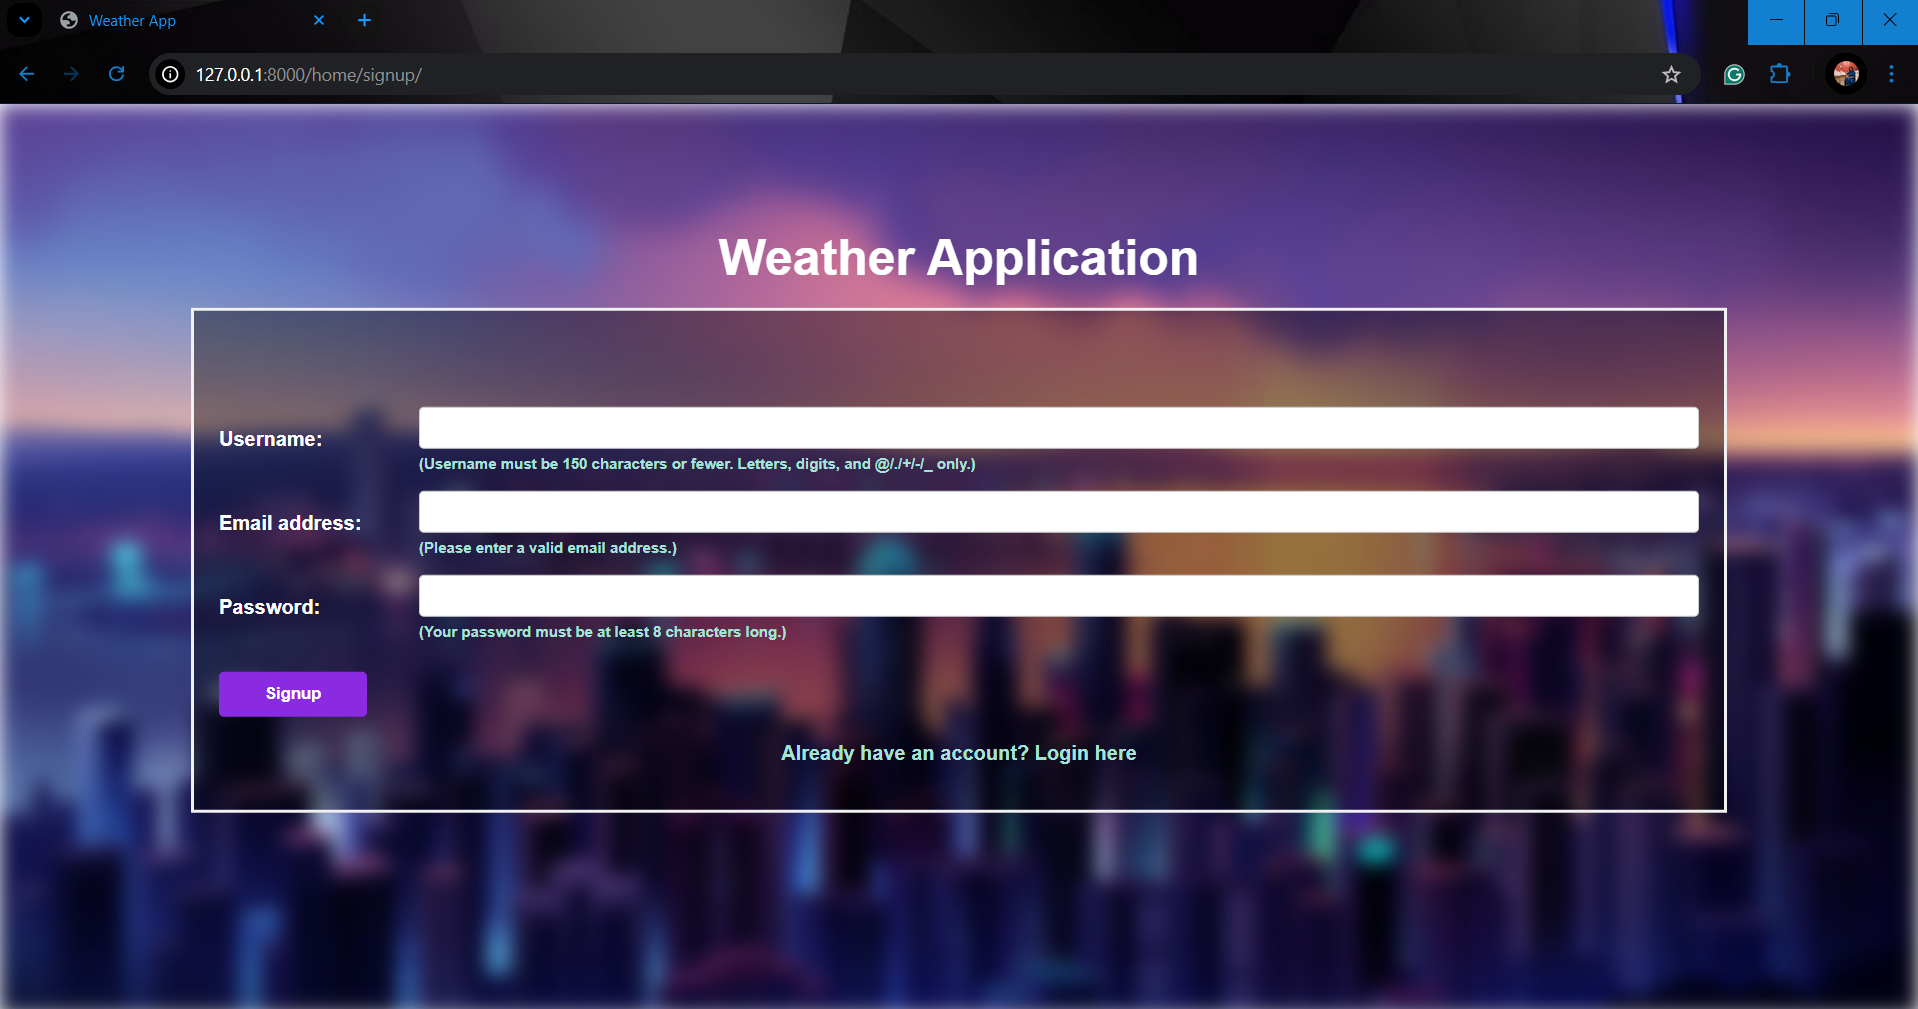 Weather App
127.0.0.1:8000/home/signup/
Weather Application
Username:
(Username must be 150 characters or fewer. Letters, digits, and @/./+/-/_ only.)
Email address:
(Please enter a valid email address.)
Password:
(Your password must be at least 8 characters long.)
Signup
Already have an account? Login here